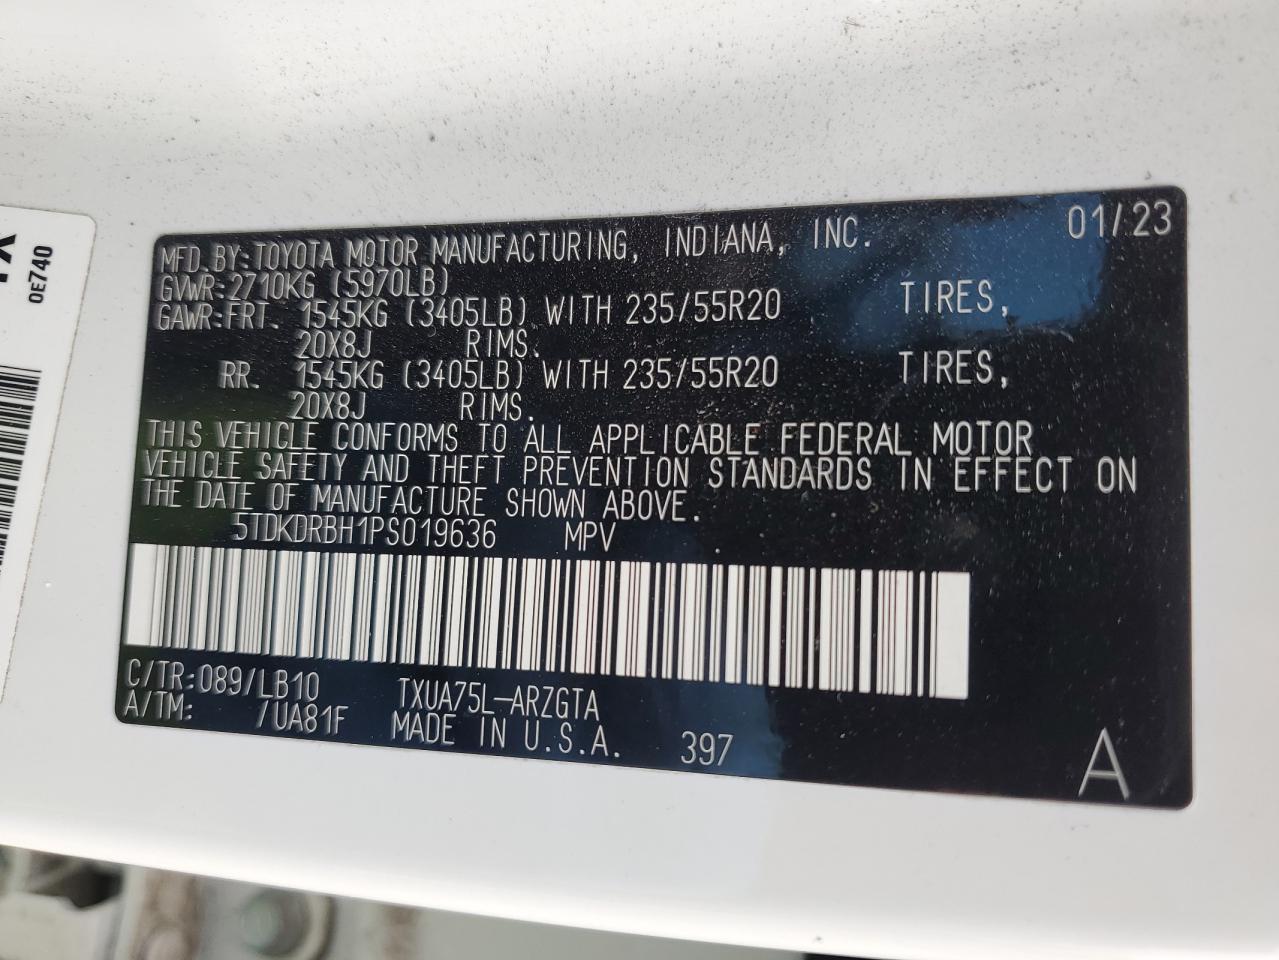 MFD.BY:TOYOTA MOTOR MANUFACTURING, INDIANA, INC. 01/23
GVWR:2710KG (5970LB)
GAWR:FRT. 1545KG (3405LB) WITH 235/55R20 TIRES,
20X8J RIMS.
RR. 1545KG (3405LB) WITH 235/55R20 TIRES,
20X8J RIMS.
THIS VEHICLE CONFORMS TO ALL APPLICABLE FEDERAL MOTOR
VEHICLE SAFETY AND THEFT PREVENTION STANDARDS IN EFFECT ON
THE DATE OF MANUFACTURE SHOWN ABOVE.
5TDKDRBH1PS019636 MPV
C/TR:089/LB10 TXUA75L-ARZGTA
A/TM: /UA81F MADE IN U.S.A. 397
A
0E740